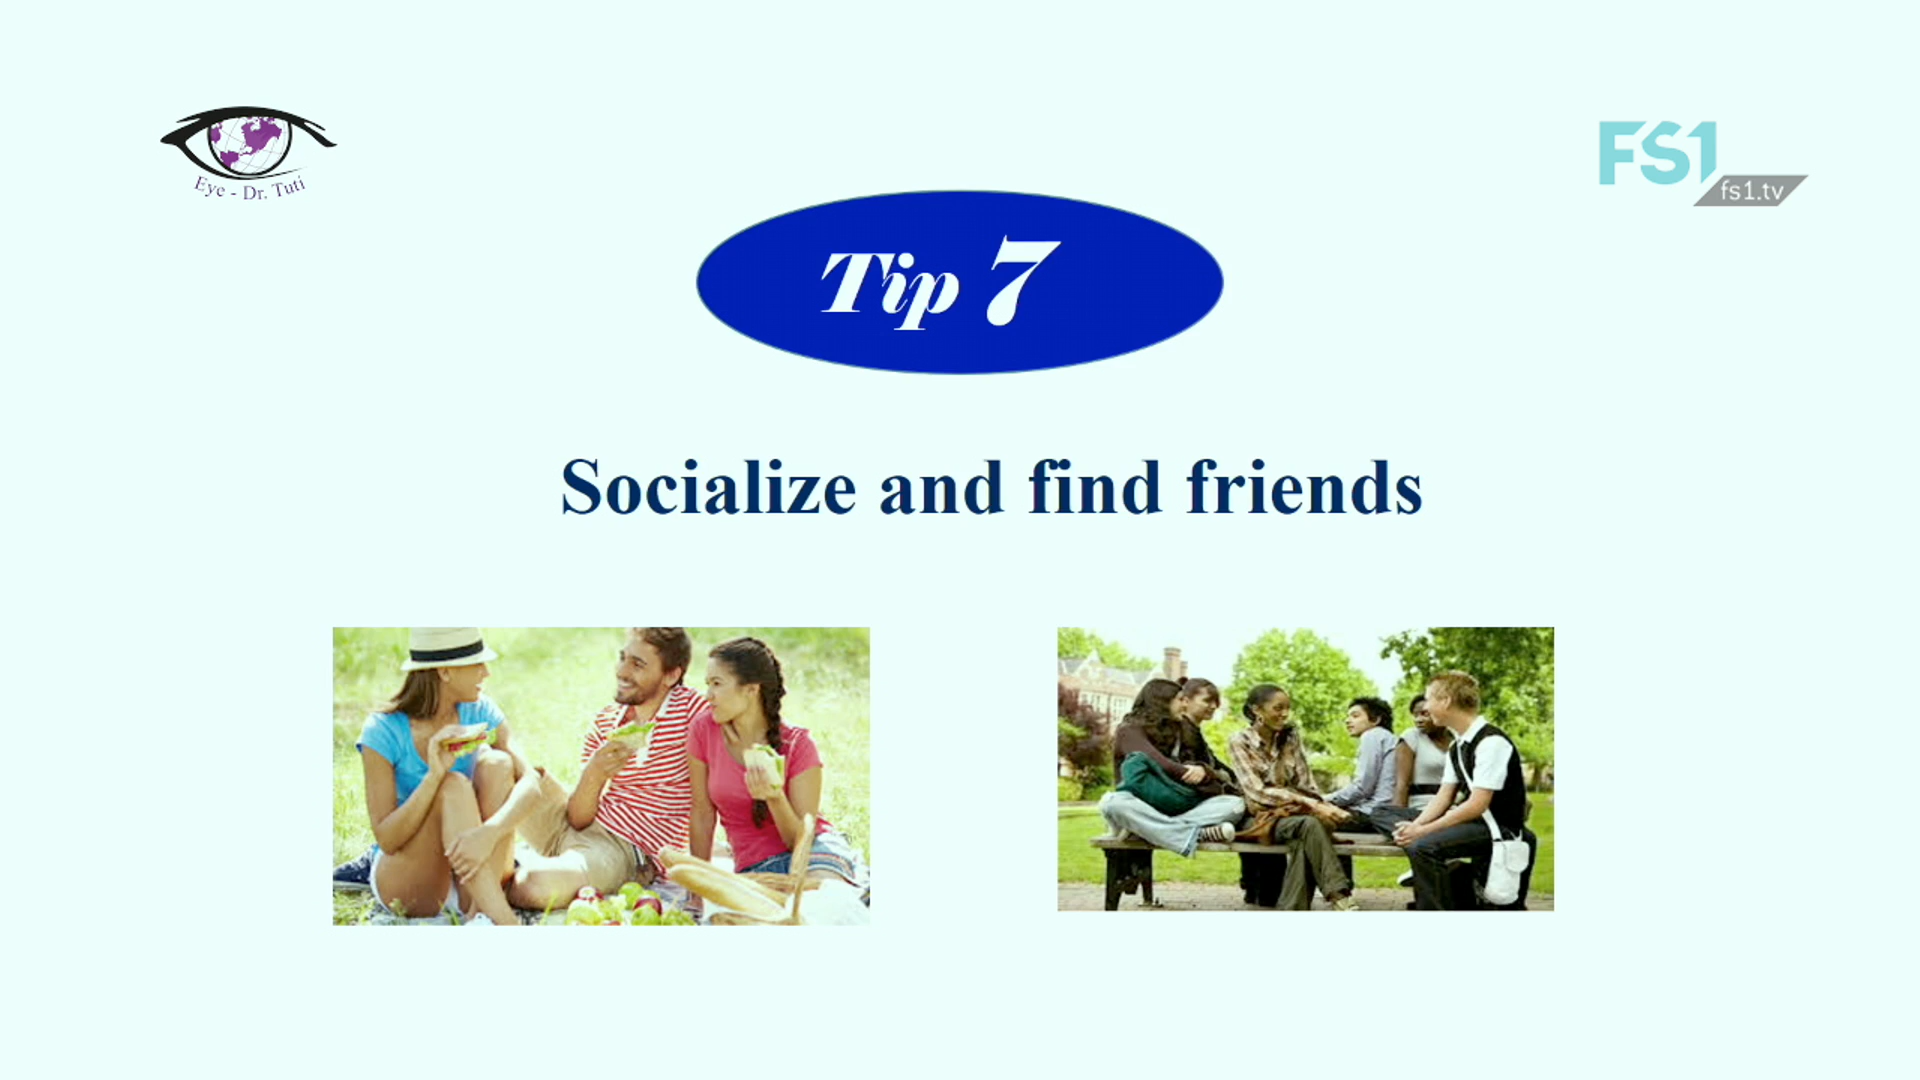 Eye - Dr. Tuti
FS1
fs1.tv
Tip 7
Socialize and find friends